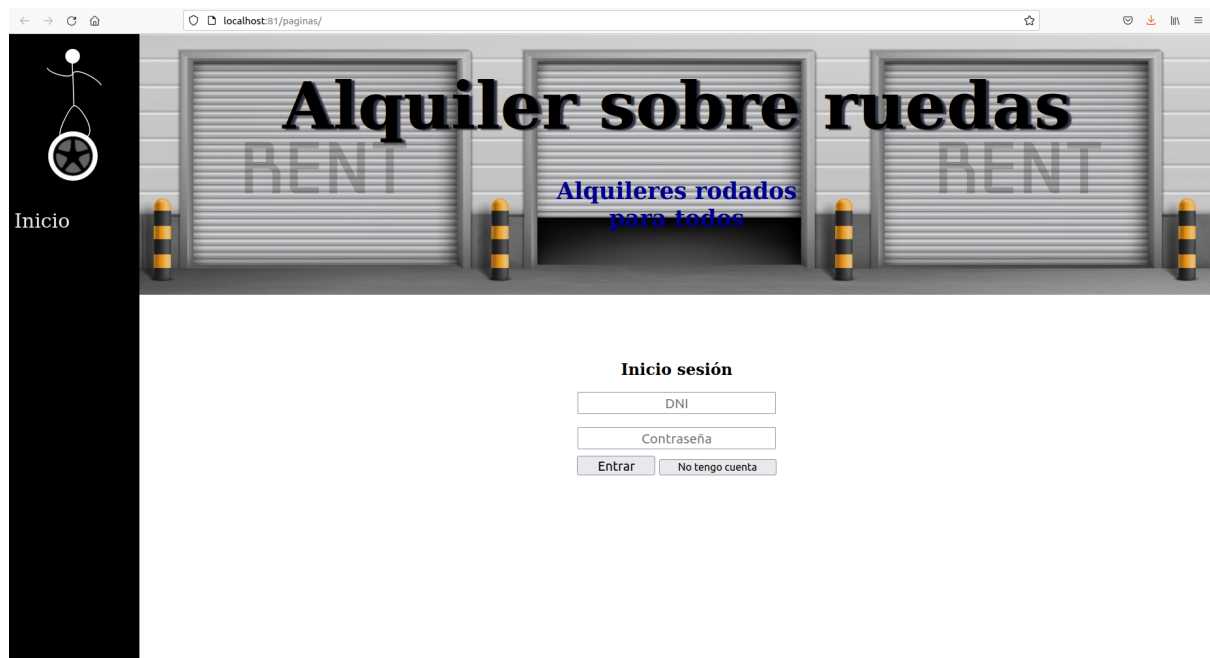 localhost:81/paginas/
Alquiler sobre ruedas
RENT
RENT
Alquileres rodados
para todos
Inicio
Inicio sesión
DNI
Contraseña
Entrar
No tengo cuenta